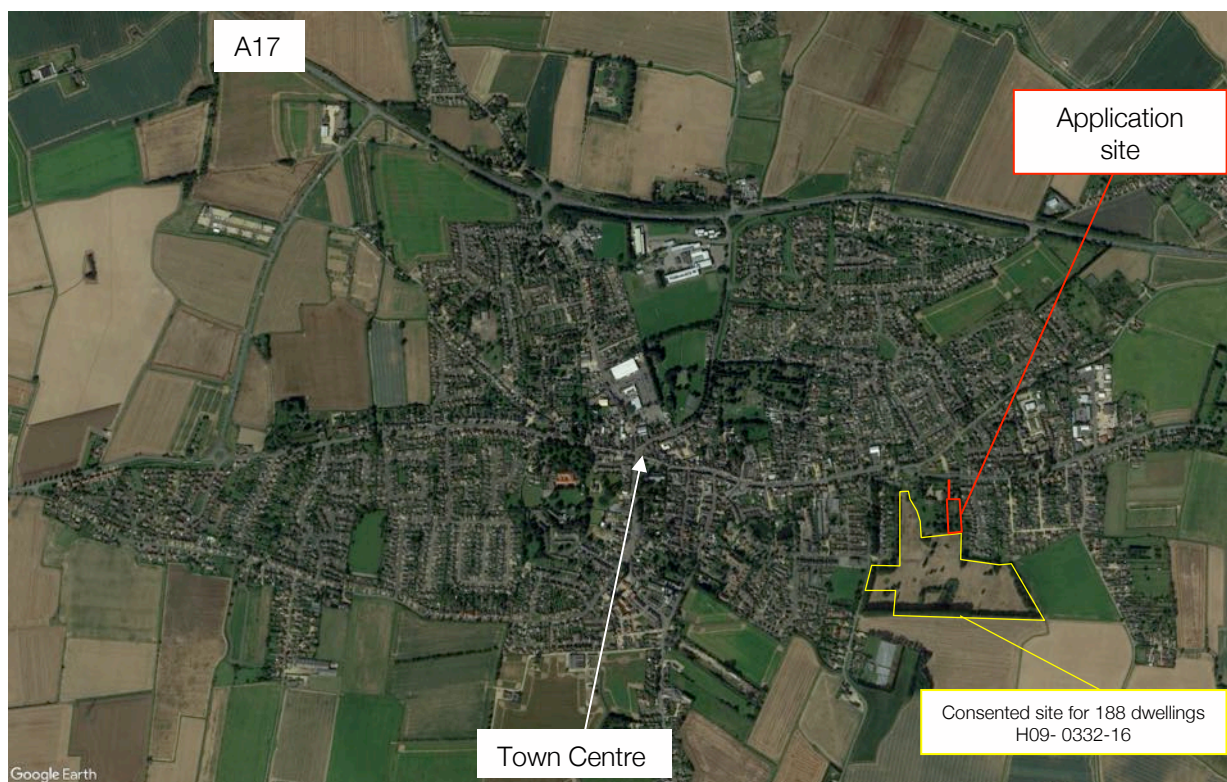 A17
Application
site
Consented site for 188 dwellings
H09- 0332-16
Town Centre
Google Earth